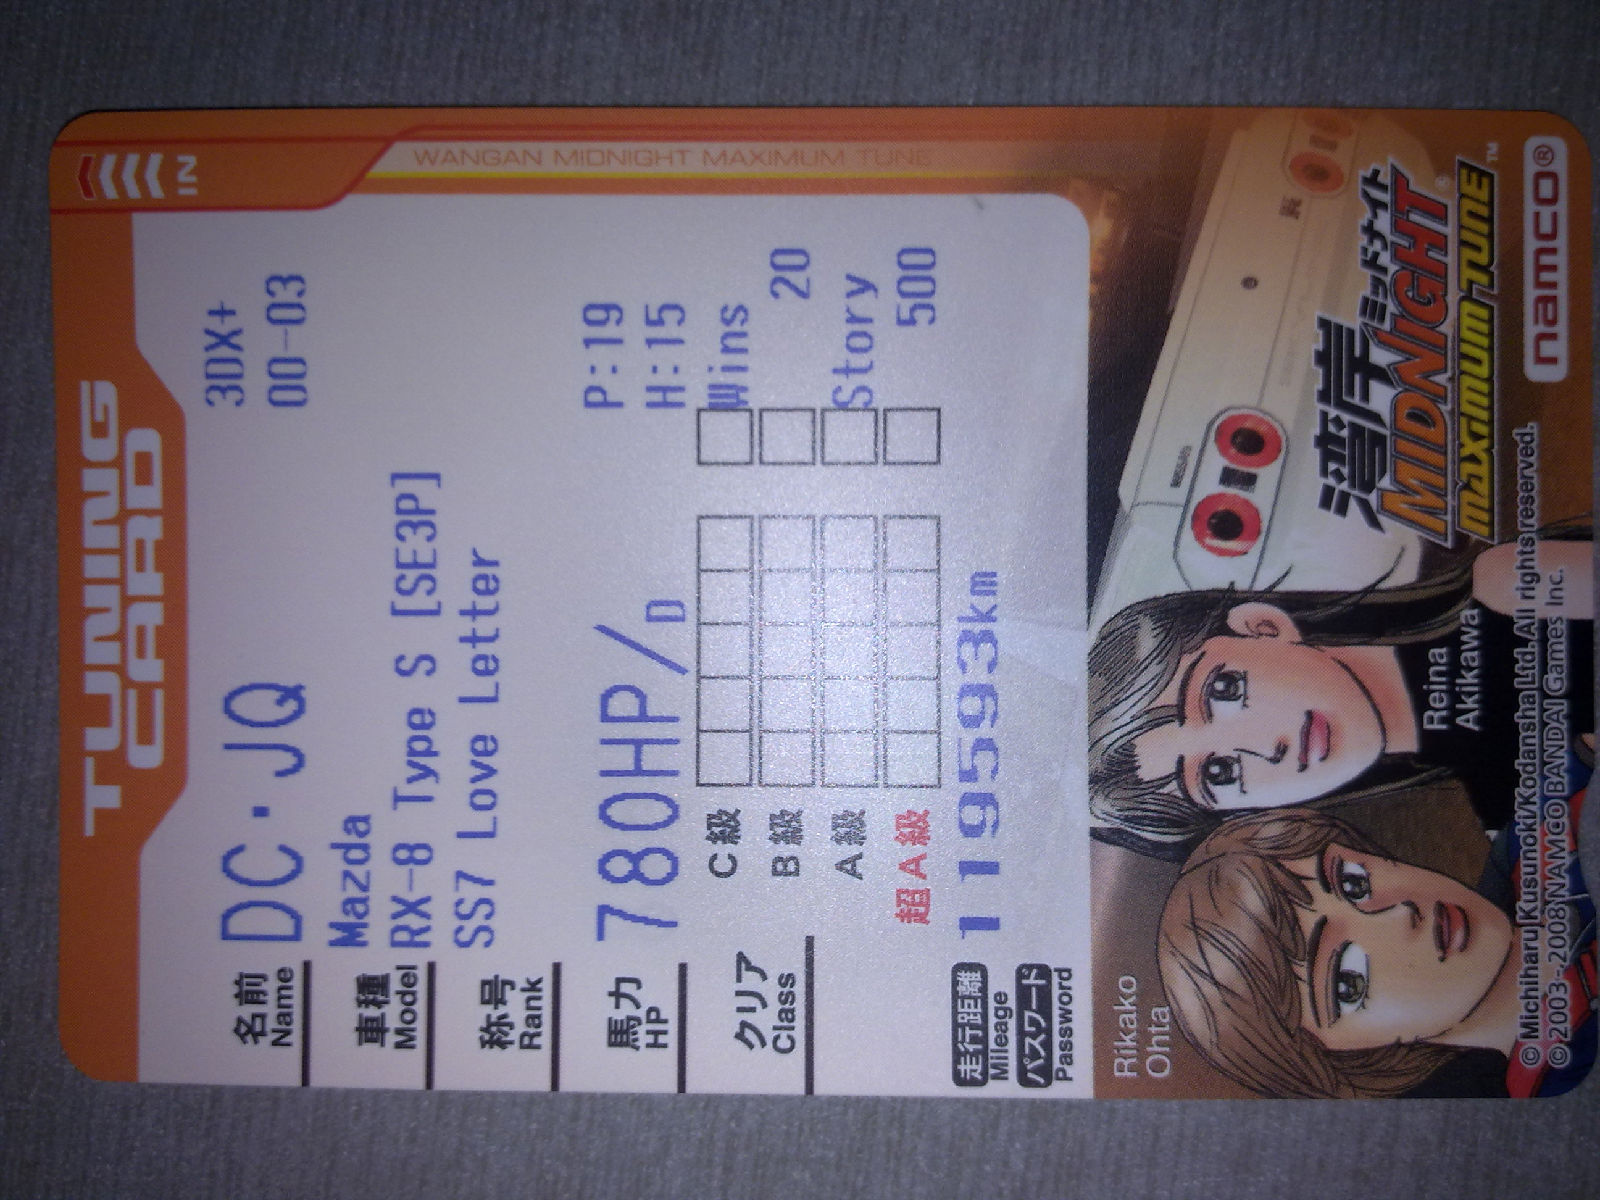 IN
WANGAN MIDNIGHT MAXIMUM TUNE
TUNING
CARD
3DX+
00-03
名前
Name
DC・JQ
車種
Model
Mazda
RX-8 Type S [SE3P]
称号
Rank
SS7 Love Letter
馬力
HP
780HP/D
P:19
H:15
クリア
Class
C級
B級
A級
超A級
Wins
20
Story
500
走行距離
Mileage
119593km
パスワード
Password
Rikako
Ohta
Reina
Akikawa
湾岸ミッドナイト
MIDNIGHT®
MAXIMUM TUNE™
namco®
©Michiharu Kusunoki/Kodansha Ltd. All rights reserved.
©2003-2008 NAMCO BANDAI Games Inc.